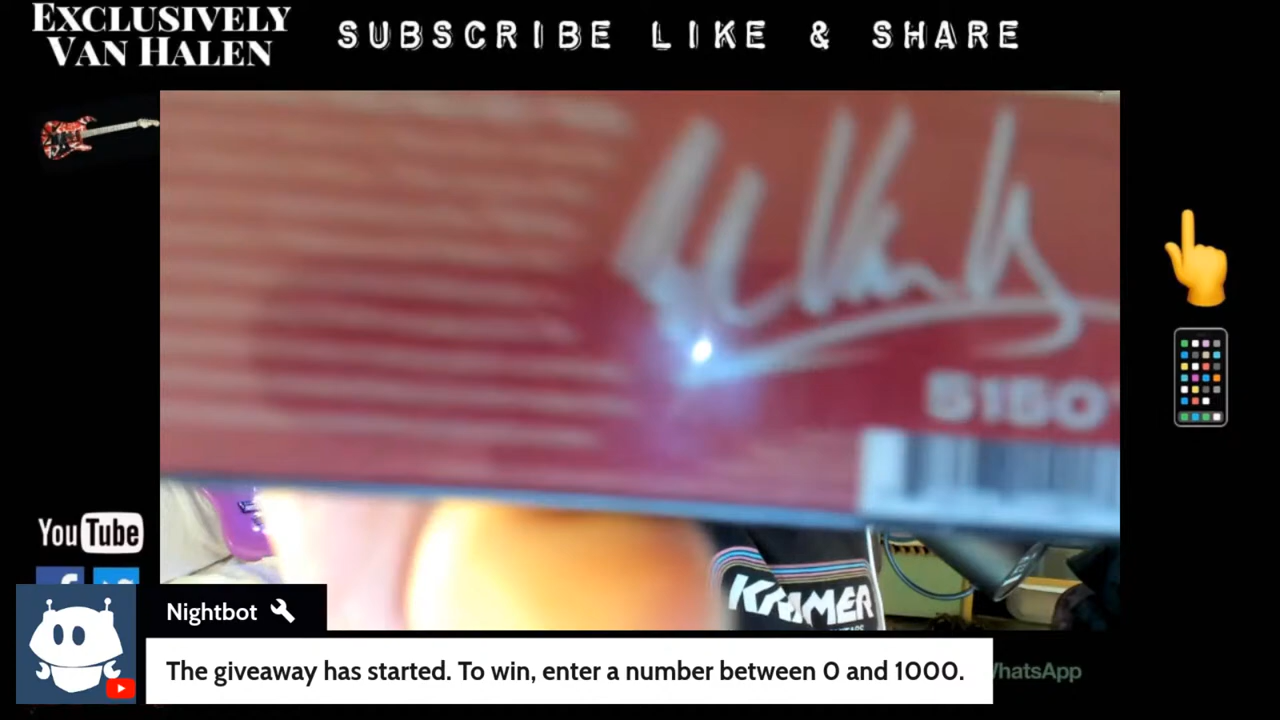 EXCLUSIVELY
VAN HALEN
SUBSCRIBE LIKE & SHARE
5150
KRAMER
YouTube
Nightbot
The giveaway has started. To win, enter a number between 0 and 1000.
WhatsApp